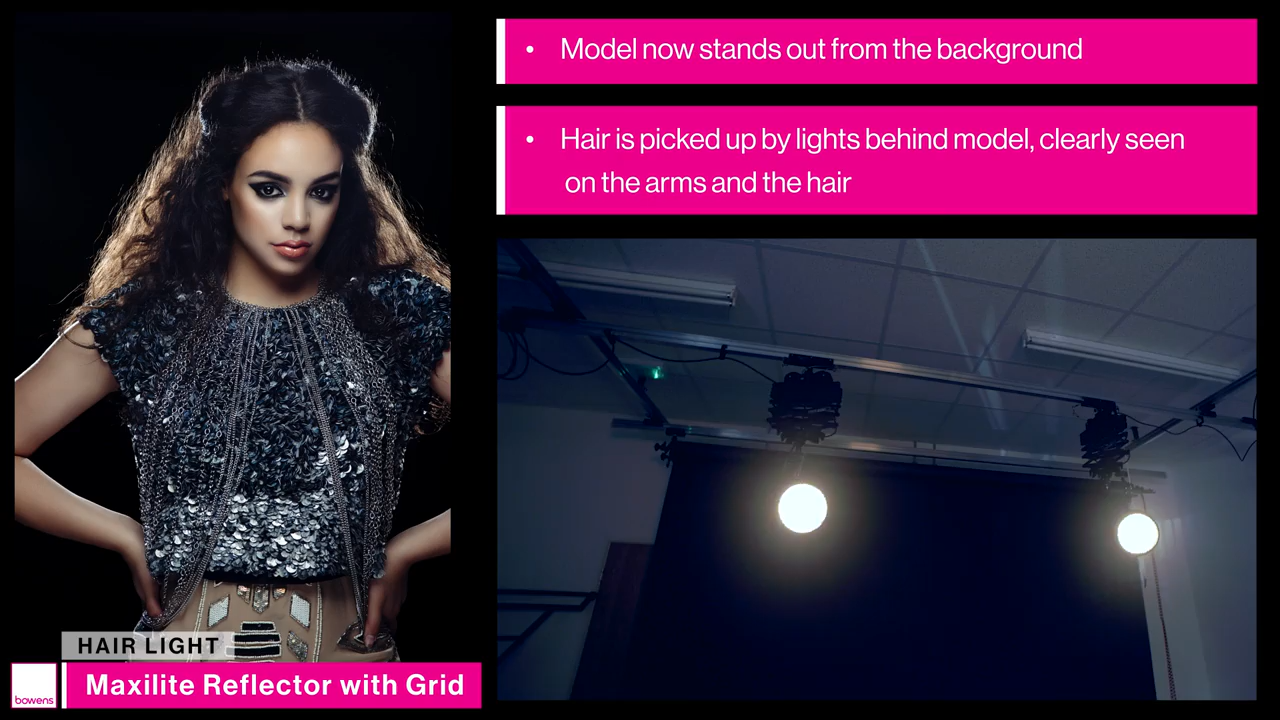 • Model now stands out from the background
• Hair is picked up by lights behind model, clearly seen
on the arms and the hair
HAIR LIGHT
Maxilite Reflector with Grid
bowens